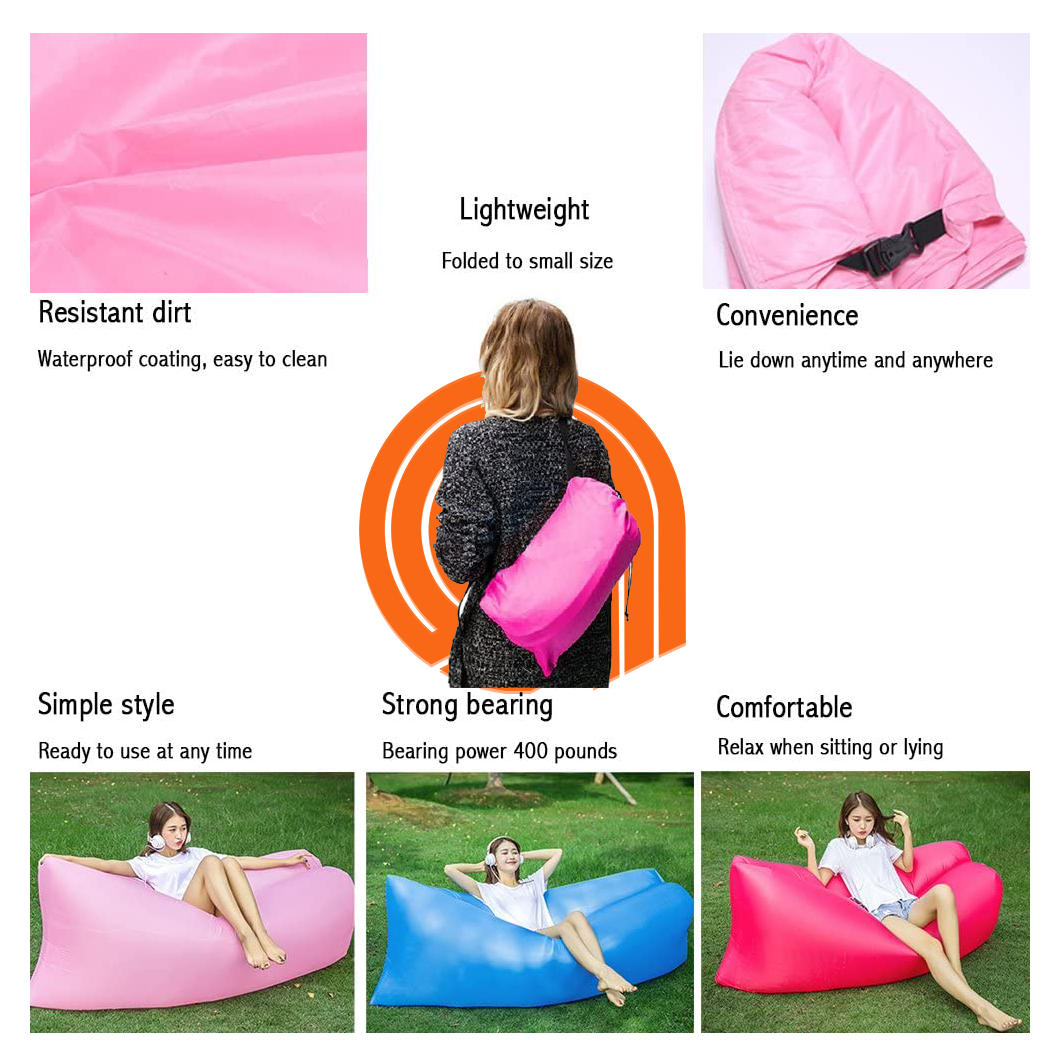 Lightweight
Folded to small size
Resistant dirt
Waterproof coating, easy to clean
Convenience
Lie down anytime and anywhere
Simple style
Ready to use at any time
Strong bearing
Bearing power 400 pounds
Comfortable
Relax when sitting or lying